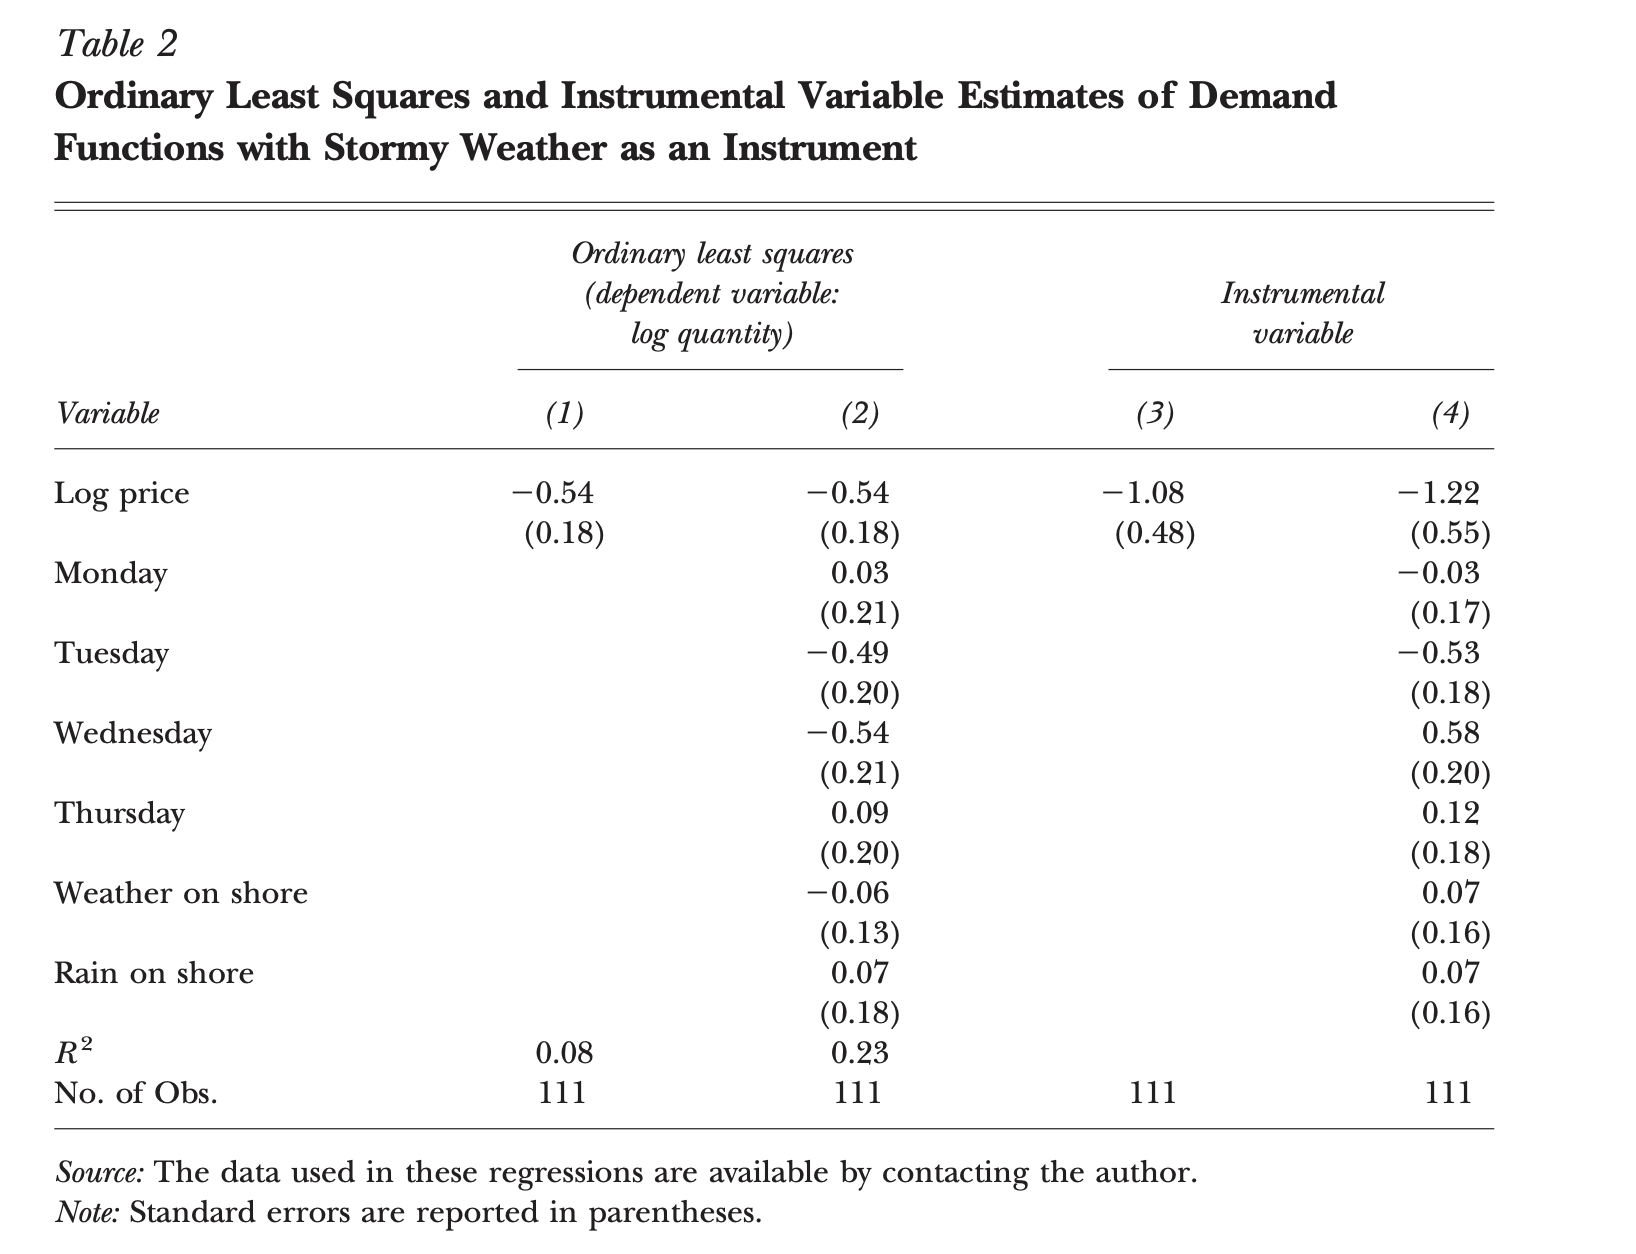 Table 2
Ordinary Least Squares and Instrumental Variable Estimates of Demand
Functions with Stormy Weather as an Instrument
Ordinary least squares
(dependent variable:
log quantity)
Instrumental
variable
Variable (1) (2) (3) (4)
Log price −0.54 −0.54 −1.08 −1.22
(0.18) (0.18) (0.48) (0.55)
Monday 0.03 −0.03
(0.21) (0.17)
Tuesday −0.49 −0.53
(0.20) (0.18)
Wednesday −0.54 0.58
(0.21) (0.20)
Thursday 0.09 0.12
(0.20) (0.18)
Weather on shore −0.06 0.07
(0.13) (0.16)
Rain on shore 0.07 0.07
(0.18) (0.16)
R² 0.08 0.23
No. of Obs. 111 111 111 111
Source: The data used in these regressions are available by contacting the author.
Note: Standard errors are reported in parentheses.